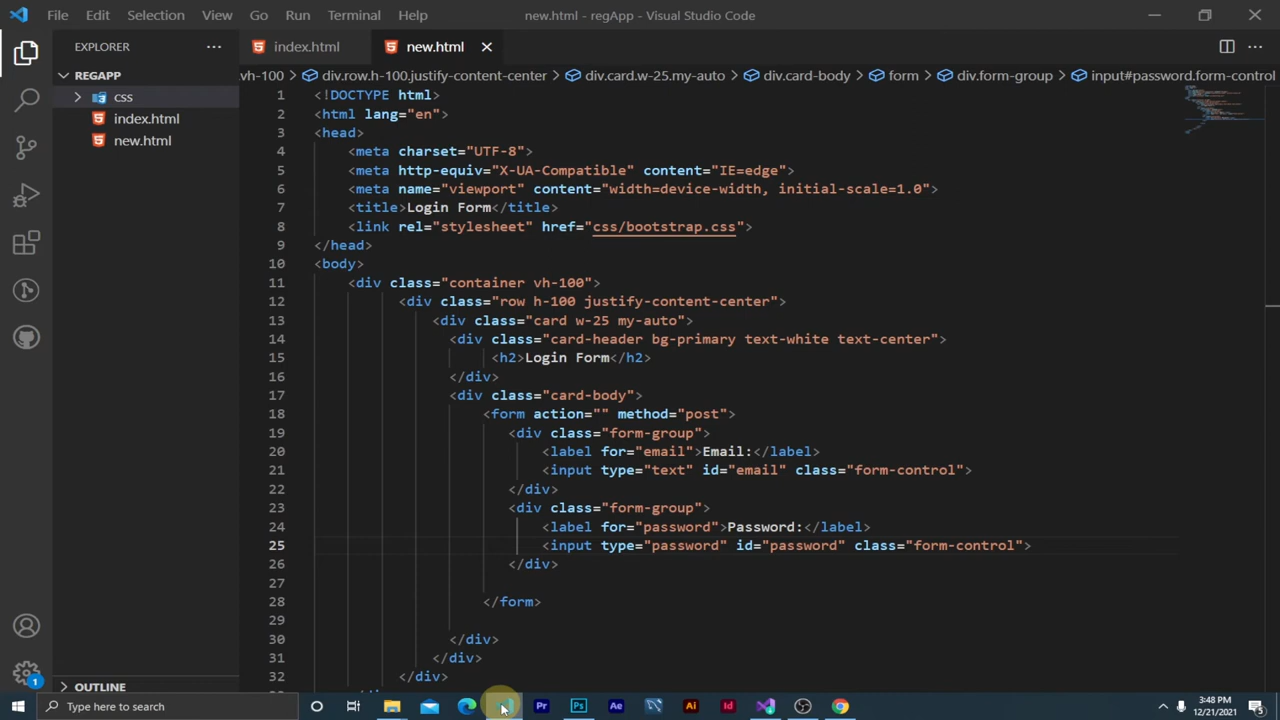 File Edit Selection View Go Run Terminal Help new.html - regApp - Visual Studio Code
EXPLORER
index.html
new.html
REGAPP
.vh-100 > div.row.h-100.justify-content-center > div.card.w-25.my-auto > div.card-body > form > div.form-group > input#password.form-control
css
index.html
new.html
1 <!DOCTYPE html>
2 <html lang="en">
3 <head>
4 <meta charset="UTF-8">
5 <meta http-equiv="X-UA-Compatible" content="IE=edge">
6 <meta name="viewport" content="width=device-width, initial-scale=1.0">
7 <title>Login Form</title>
8 <link rel="stylesheet" href="css/bootstrap.css">
9 </head>
10 <body>
11 <div class="container vh-100">
12 <div class="row h-100 justify-content-center">
13 <div class="card w-25 my-auto">
14 <div class="card-header bg-primary text-white text-center">
15 <h2>Login Form</h2>
16 </div>
17 <div class="card-body">
18 <form action="" method="post">
19 <div class="form-group">
20 <label for="email">Email:</label>
21 <input type="text" id="email" class="form-control">
22 </div>
23 <div class="form-group">
24 <label for="password">Password:</label>
25 <input type="password" id="password" class="form-control">
26 </div>
27
28 </form>
29
30 </div>
31 </div>
32 </div>
1
OUTLINE
Type here to search
Pr
Ps
Ae
Ai
Id
3:48 PM
12/21/2021
5